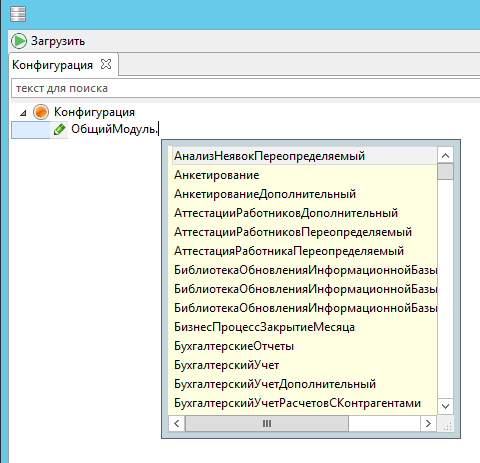 Загрузить
Конфигурация
текст для поиска
Конфигурация
ОбщийМодуль.
АнализНеявокПереопределяемый
Анкетирование
АнкетированиеДополнительный
АттестацииРаботниковДополнительный
АттестацииРаботниковПереопределяемый
АттестацияРаботникаПереопределяемый
БиблиотекаОбновленияИнформационнойБазы
БиблиотекаОбновленияИнформационнойБазы
БиблиотекаОбновленияИнформационнойБазы
БизнесПроцессЗакрытиеМесяца
БухгалтерскиеОтчеты
БухгалтерскийУчет
БухгалтерскийУчетДополнительный
БухгалтерскийУчетРасчетовСКонтрагентами